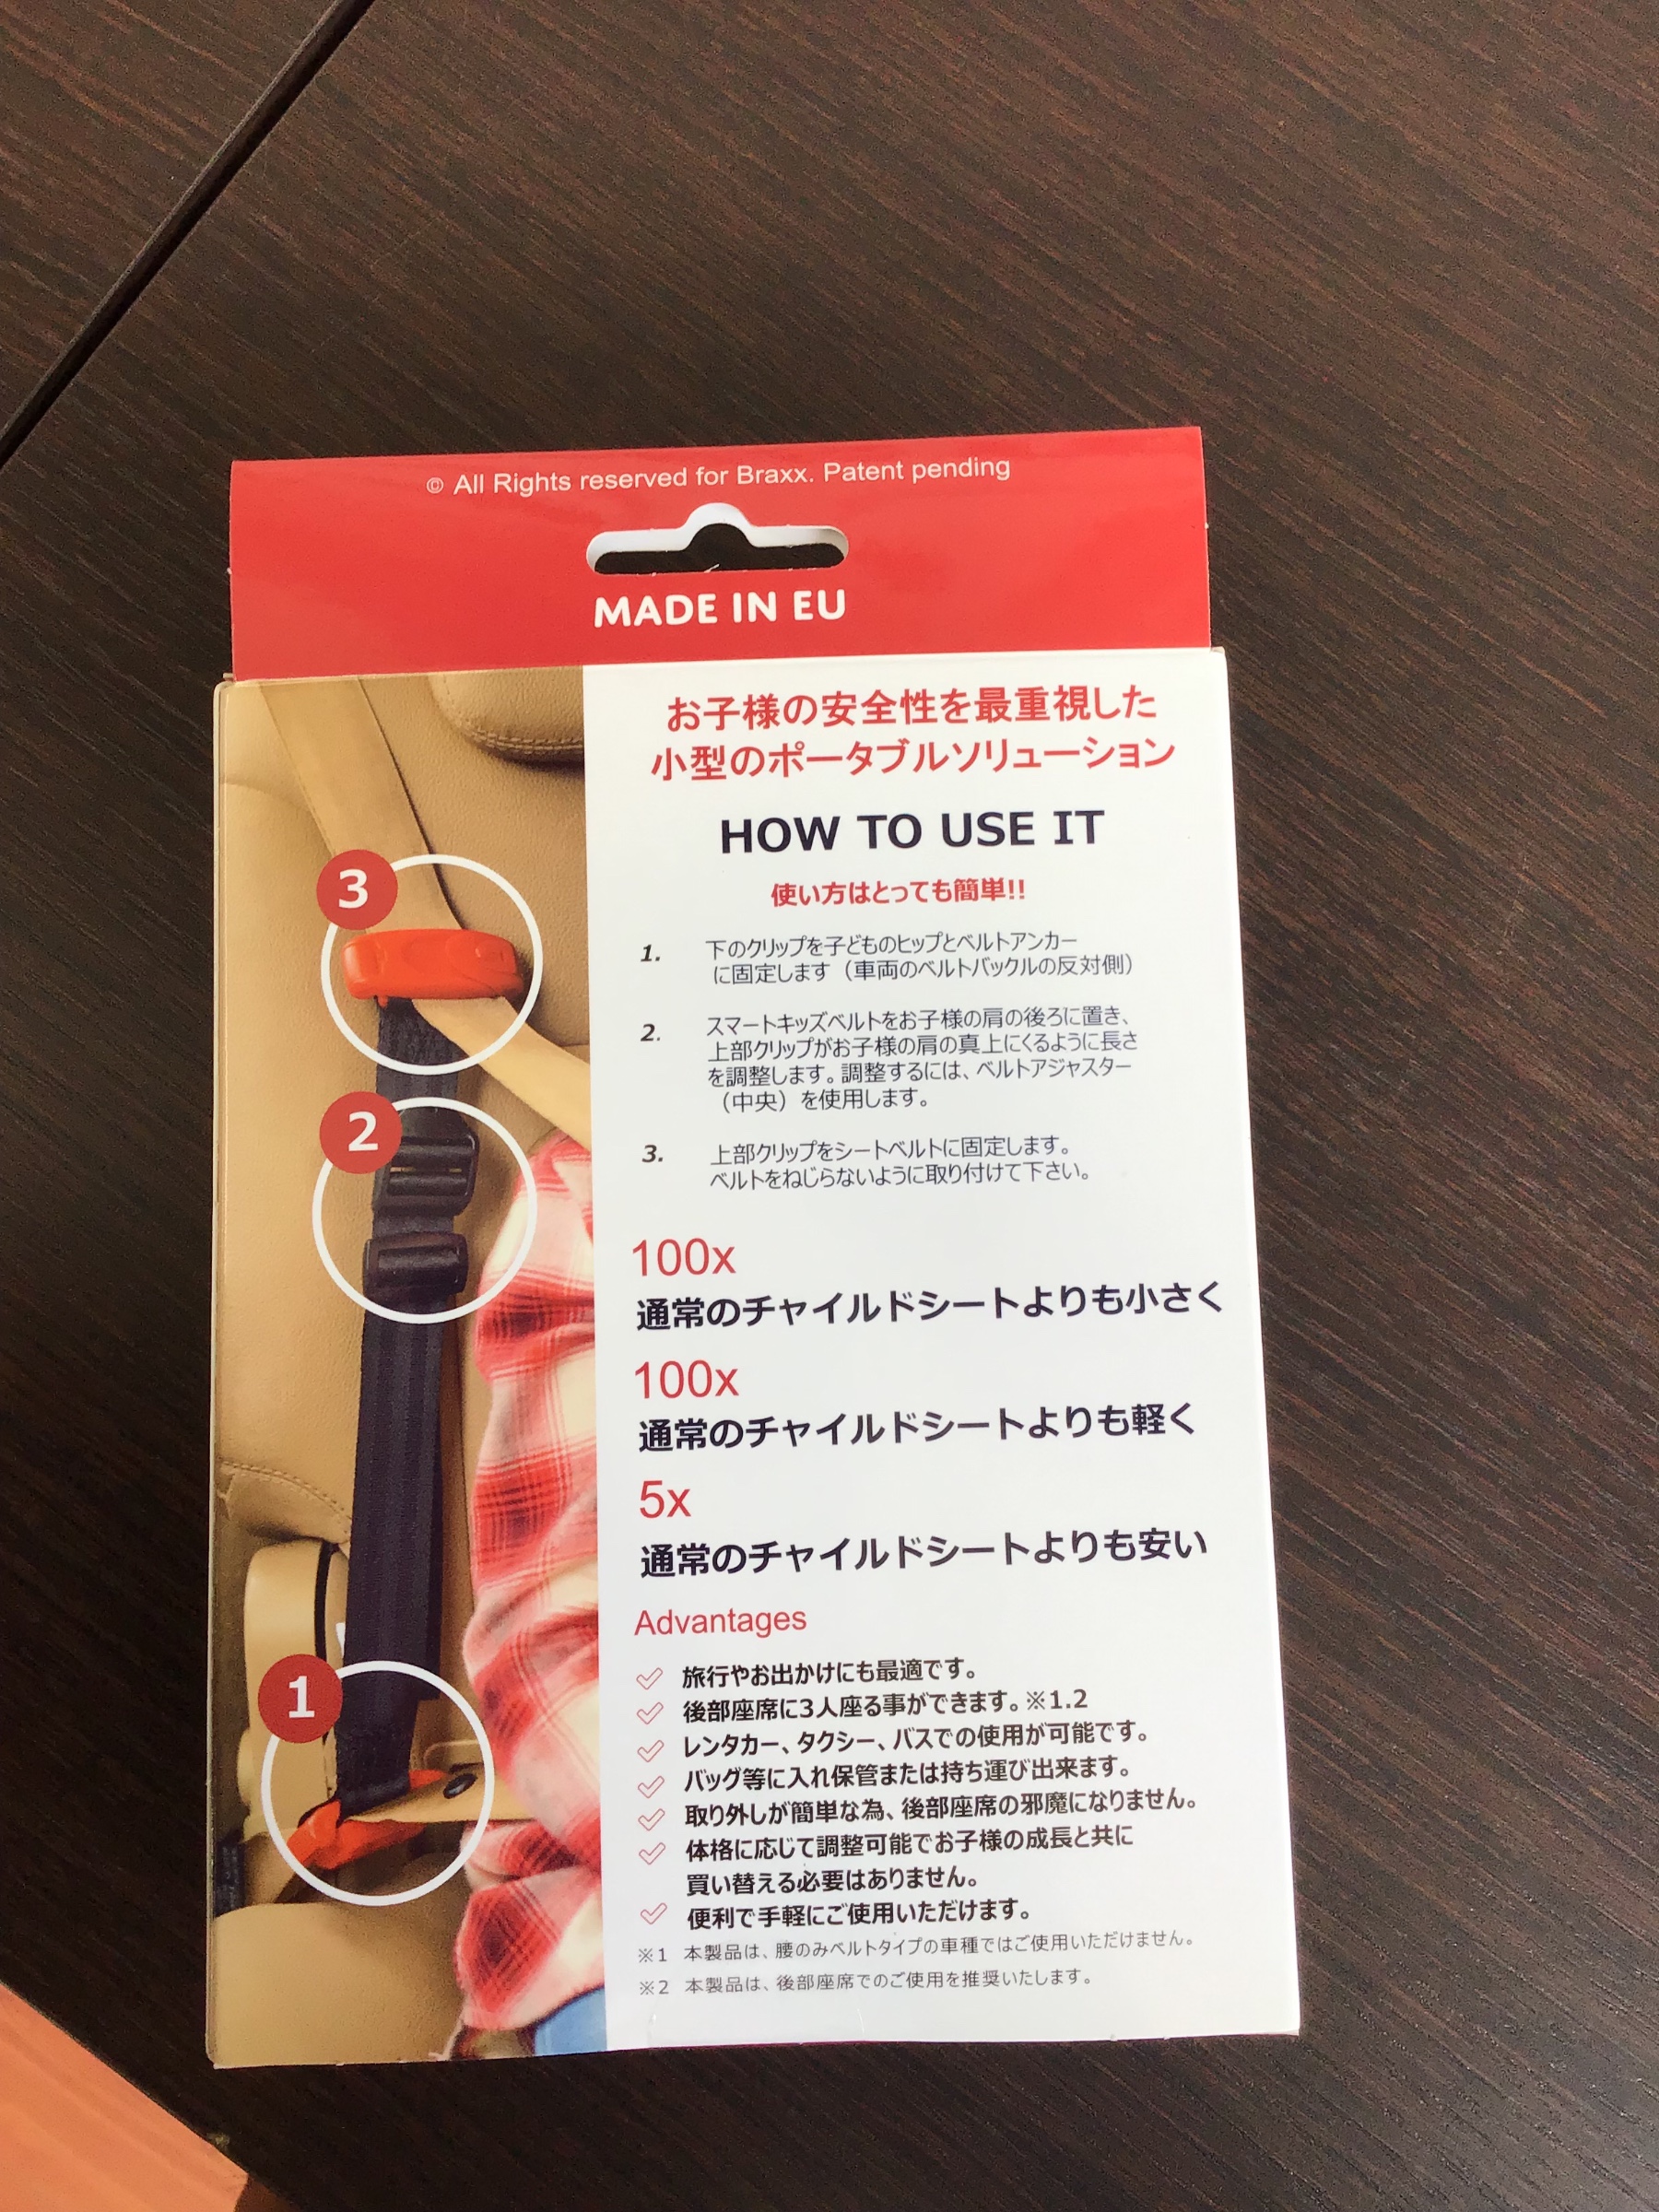 © All Rights reserved for Braxx. Patent pending
MADE IN EU
お子様の安全性を最重視した
小型のポータブルソリューション
HOW TO USE IT
使い方はとっても簡単!!
1. 下のクリップを子どものヒップとベルトアンカー
に固定します（車両のベルトバックルの反対側）
2. スマートキッズベルトをお子様の肩の後ろに置き、
上部クリップがお子様の肩の真上にくるように長さ
を調整します。調整するには、ベルトアジャスター
（中央）を使用します。
3. 上部クリップをシートベルトに固定します。
ベルトをねじらないように取り付けて下さい。
100x
通常のチャイルドシートよりも小さく
100x
通常のチャイルドシートよりも軽く
5x
通常のチャイルドシートよりも安い
Advantages
旅行やお出かけにも最適です。
後部座席に3人座る事ができます。※1.2
レンタカー、タクシー、バスでの使用が可能です。
バッグ等に入れ保管または持ち運び出来ます。
取り外しが簡単な為、後部座席の邪魔になりません。
体格に応じて調整可能でお子様の成長と共に
買い替える必要はありません。
便利で手軽にご使用いただけます。
※1 本製品は、腰のみベルトタイプの車種ではご使用いただけません。
※2 本製品は、後部座席でのご使用を推奨いたします。
3
2
1